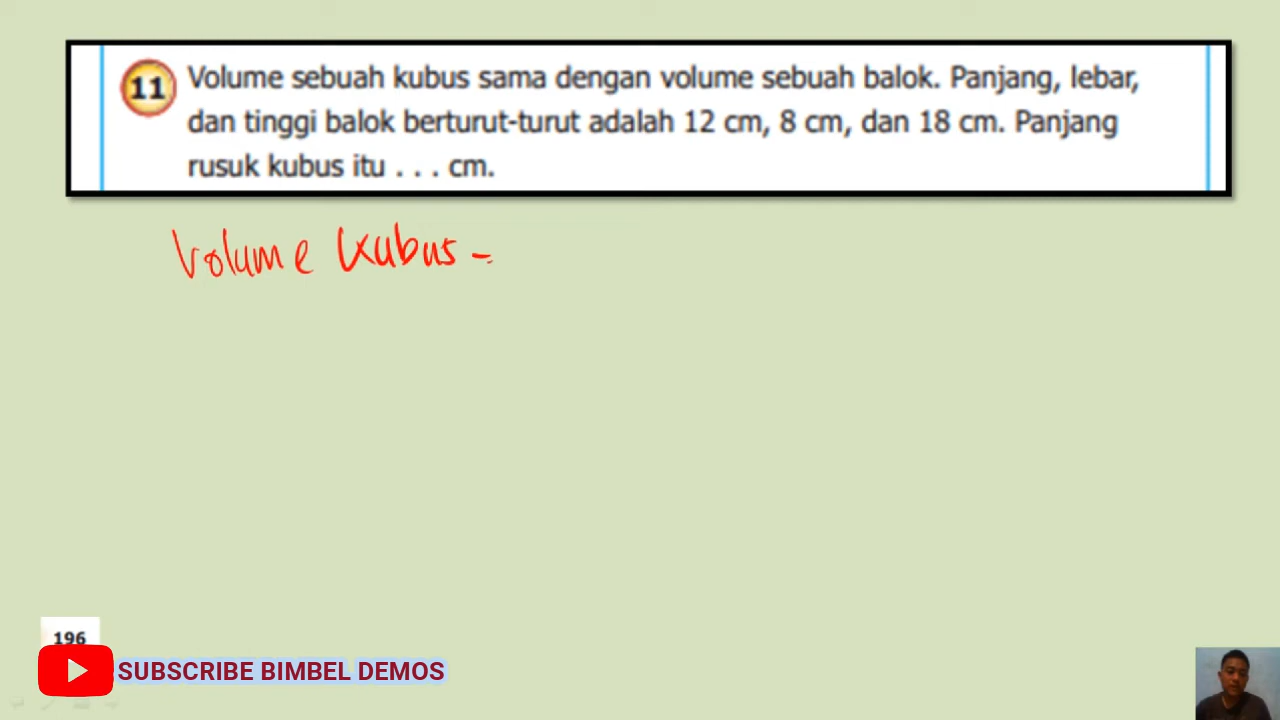 11 Volume sebuah kubus sama dengan volume sebuah balok. Panjang, lebar,
dan tinggi balok berturut-turut adalah 12 cm, 8 cm, dan 18 cm. Panjang
rusuk kubus itu . . . cm.
Volume kubus =
196
SUBSCRIBE BIMBEL DEMOS